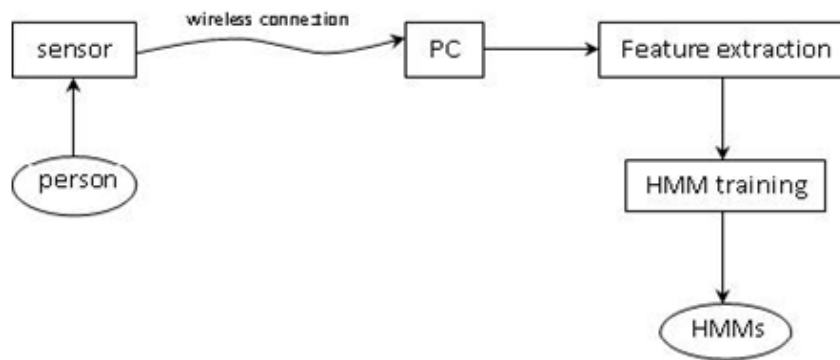 wireless connection
sensor
PC
Feature extraction
person
HMM training
HMMs